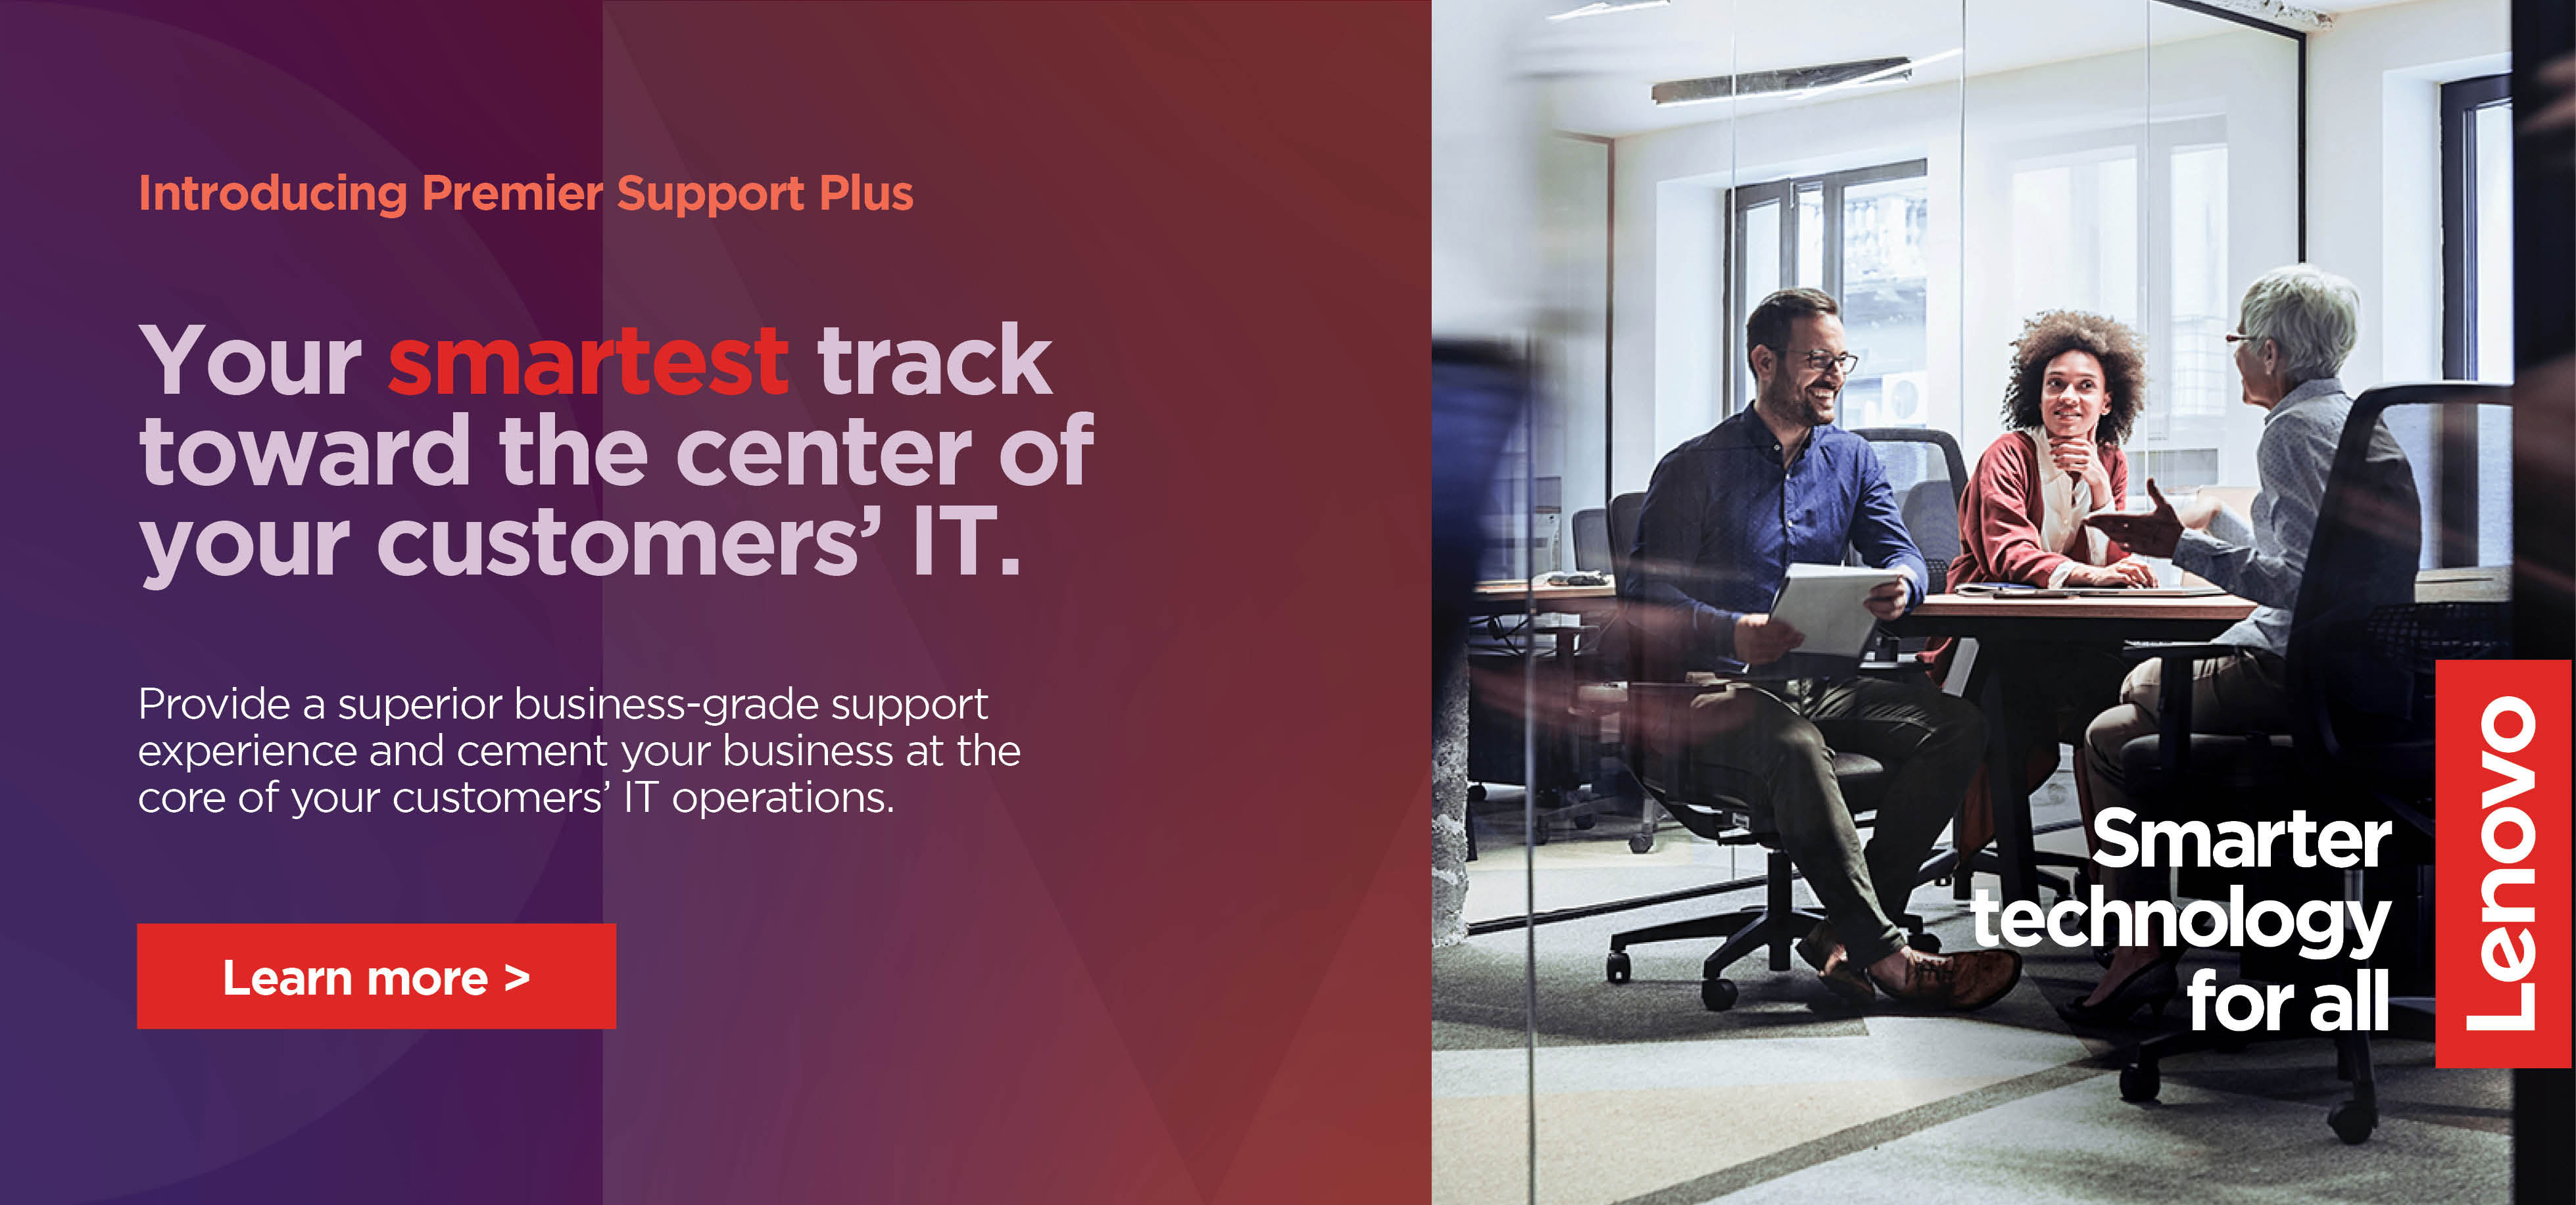 Introducing Premier Support Plus
Your smartest track
toward the center of
your customers’ IT.
Provide a superior business-grade support
experience and cement your business at the
core of your customers’ IT operations.
Learn more >
Smarter
technology
for all
Lenovo